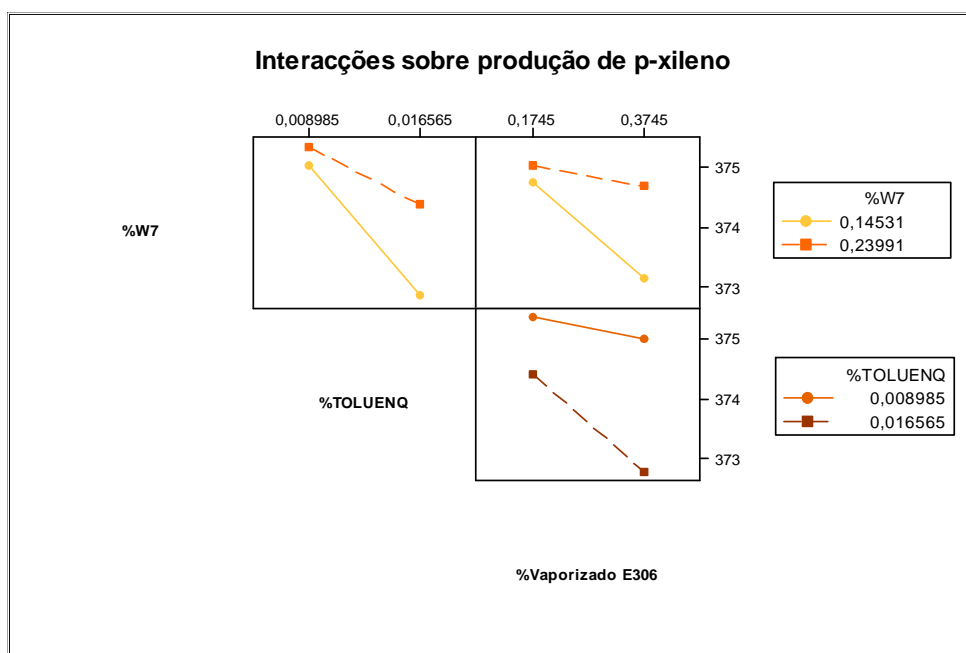 Interacções sobre produção de p-xileno
0,008985 0,016565 0,1745 0,3745
%W7
375
374
373
%W7
0,14531
0,23991
%TOLUENQ
375
374
373
%TOLUENQ
0,008985
0,016565
%Vaporizado E306